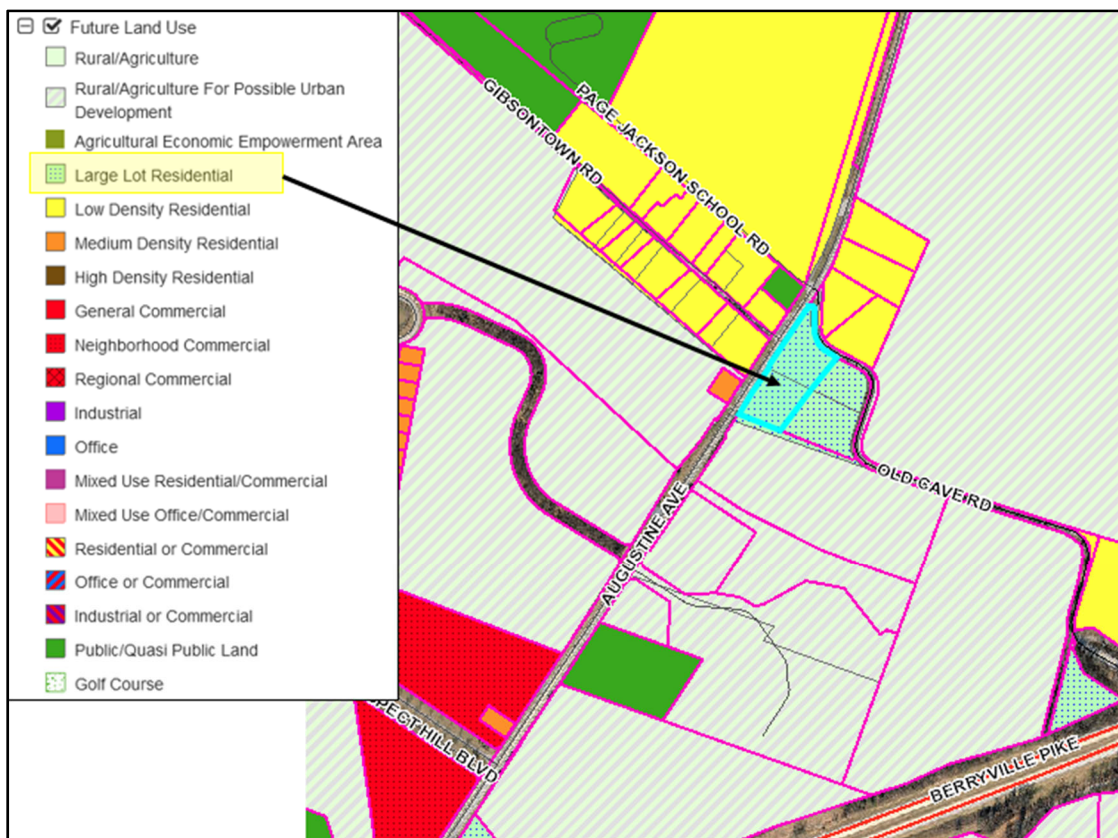 Future Land Use
Rural/Agriculture
Rural/Agriculture For Possible Urban
Development
Agricultural Economic Empowerment Area
Large Lot Residential
Low Density Residential
Medium Density Residential
High Density Residential
General Commercial
Neighborhood Commercial
Regional Commercial
Industrial
Office
Mixed Use Residential/Commercial
Mixed Use Office/Commercial
Residential or Commercial
Office or Commercial
Industrial or Commercial
Public/Quasi Public Land
Golf Course
PAGE JACKSON SCHOOL RD
GIBSONTOWN RD
OLD CAVE RD
AUGUSTINE AVE
PECT HILL BLVD
BERRYVILLE PIKE